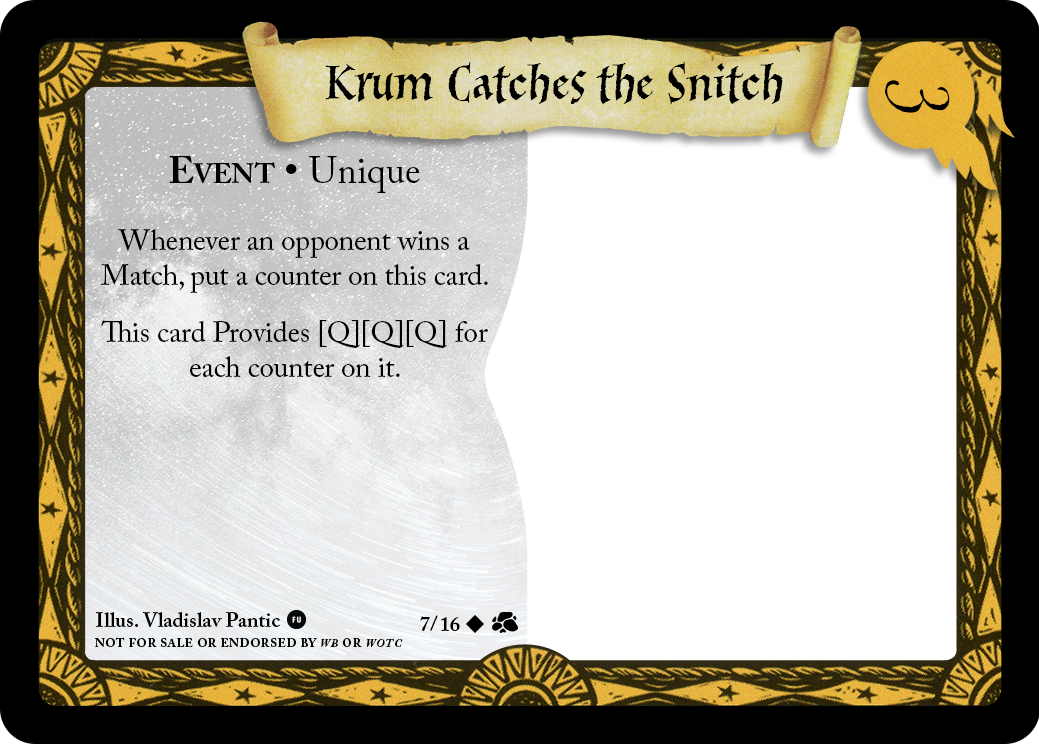 Krum Catches the Snitch
3
EVENT • Unique
Whenever an opponent wins a
Match, put a counter on this card.
This card Provides [Q][Q][Q] for
each counter on it.
Illus. Vladislav Pantic FU
7/16
NOT FOR SALE OR ENDORSED BY WB OR WOTC